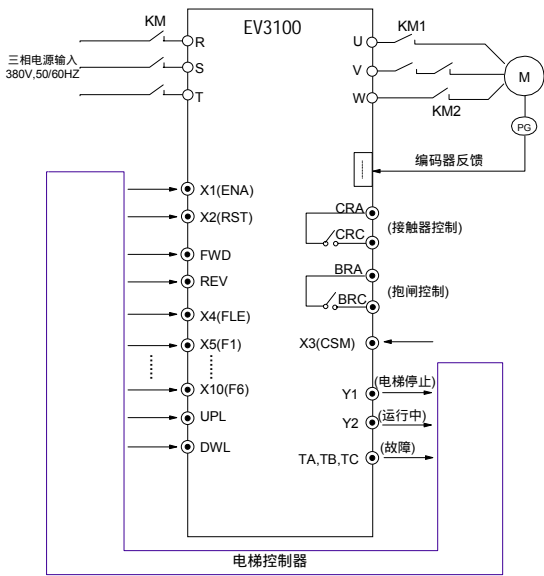 KM
EV3100
KM1
R
U
三相电源输入
380V,50/60HZ
S
V
M
T
W
KM2
PG
编码器反馈
X1(ENA)
CRA
X2(RST)
(接触器控制)
CRC
FWD
BRA
REV
(抱闸控制)
BRC
X4(FLE)
X5(F1)
X3(CSM)
X10(F6)
(电梯停止)
Y1
UPL
(运行中)
Y2
DWL
(故障)
TA,TB,TC
电梯控制器